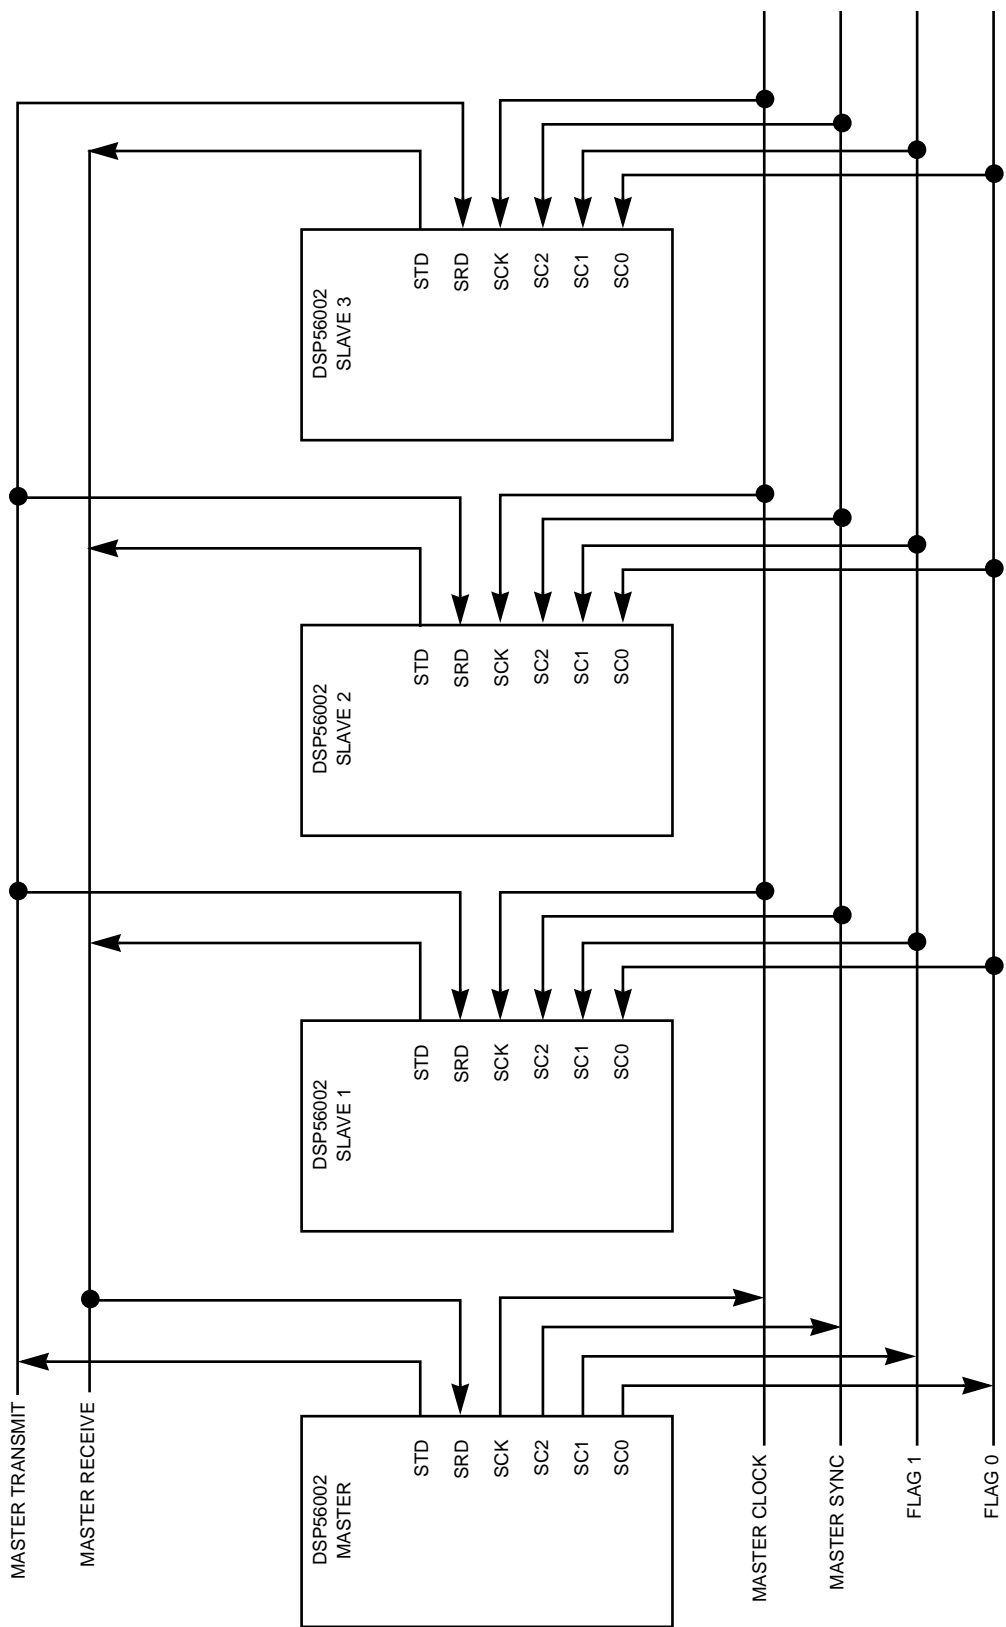 MASTER TRANSMIT
MASTER RECEIVE
DSP56002
MASTER
STD
SRD
SCK
SC2
SC1
SC0
DSP56002
SLAVE 1
STD
SRD
SCK
SC2
SC1
SC0
DSP56002
SLAVE 2
STD
SRD
SCK
SC2
SC1
SC0
DSP56002
SLAVE 3
STD
SRD
SCK
SC2
SC1
SC0
MASTER CLOCK
MASTER SYNC
FLAG 1
FLAG 0